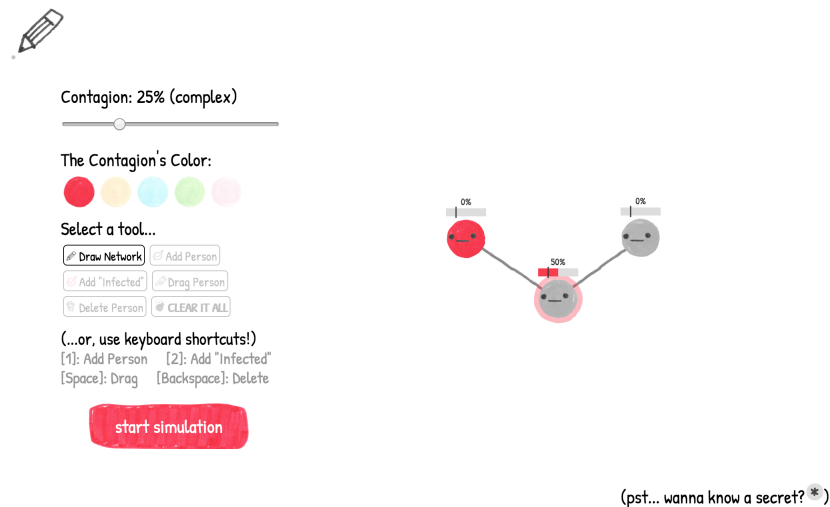 Contagion: 25% (complex)
The Contagion's Color:
0%
0%
Select a tool...
Draw Network Add Person
50%
Add "Infected" Drag Person
Delete Person CLEAR IT ALL
(...or, use keyboard shortcuts!)
[1]: Add Person [2]: Add "Infected"
[Space]: Drag [Backspace]: Delete
start simulation
(pst... wanna know a secret?*)